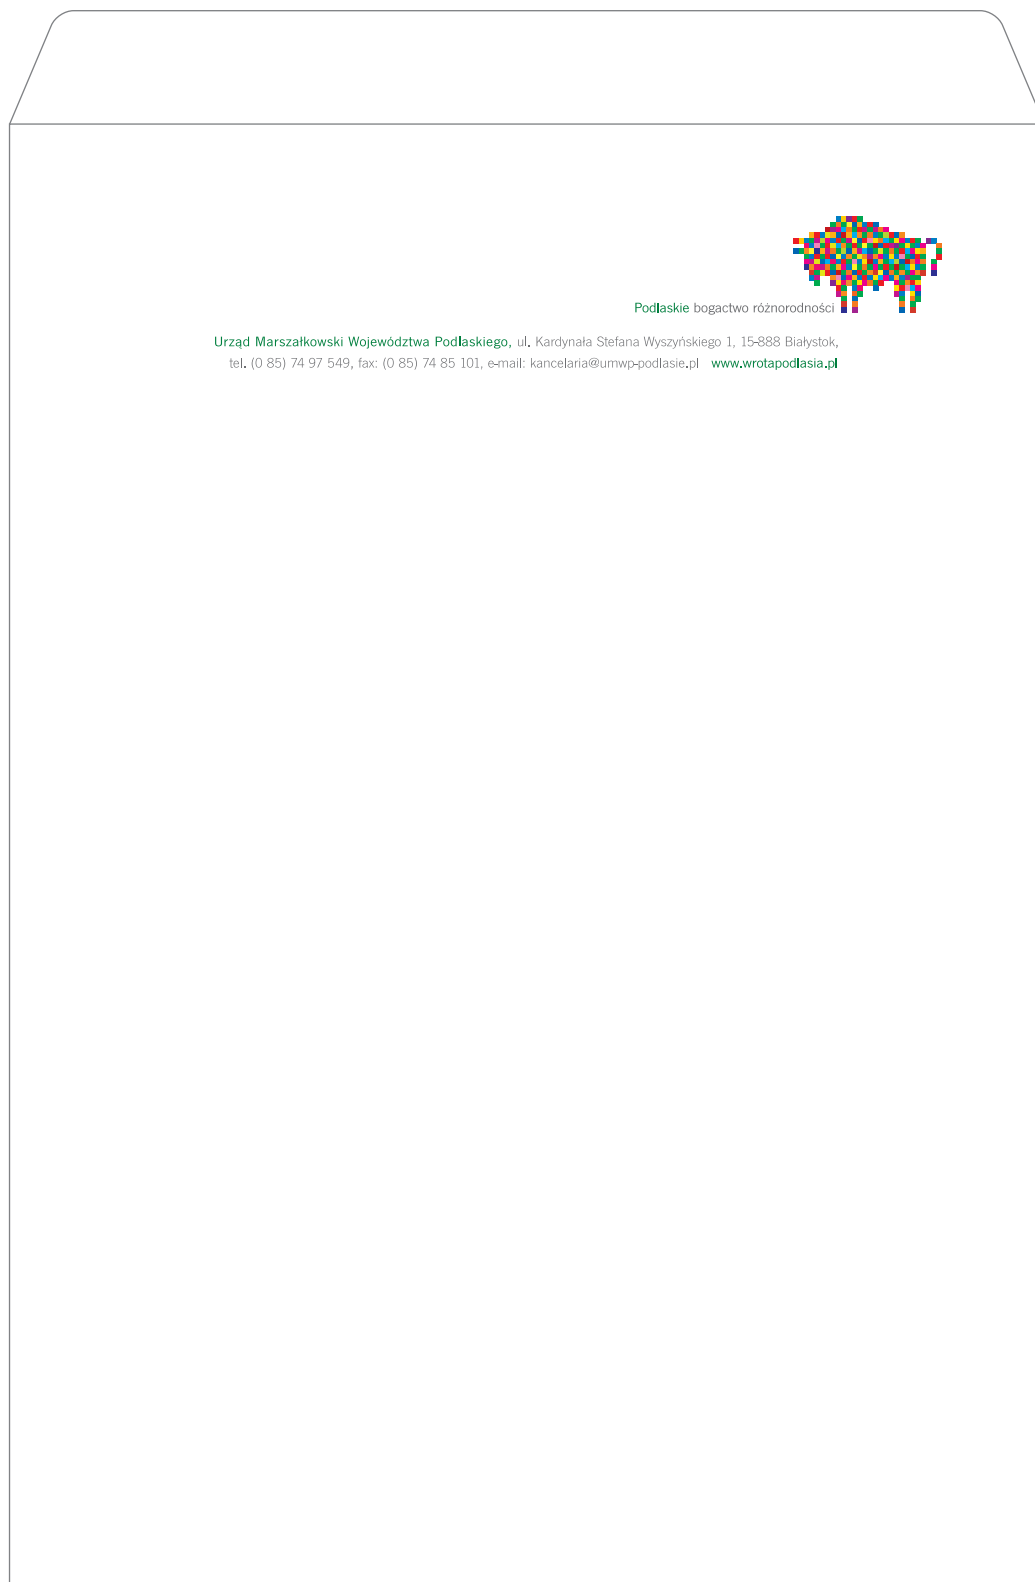 Podlaskie bogactwo różnorodności
Urząd Marszałkowski Województwa Podlaskiego, ul. Kardynała Stefana Wyszyńskiego 1, 15-888 Białystok,
tel. (0 85) 74 97 549, fax: (0 85) 74 85 101, e-mail: kancelaria@umwp-podlasie.pl www.wrotapodlasia.pl